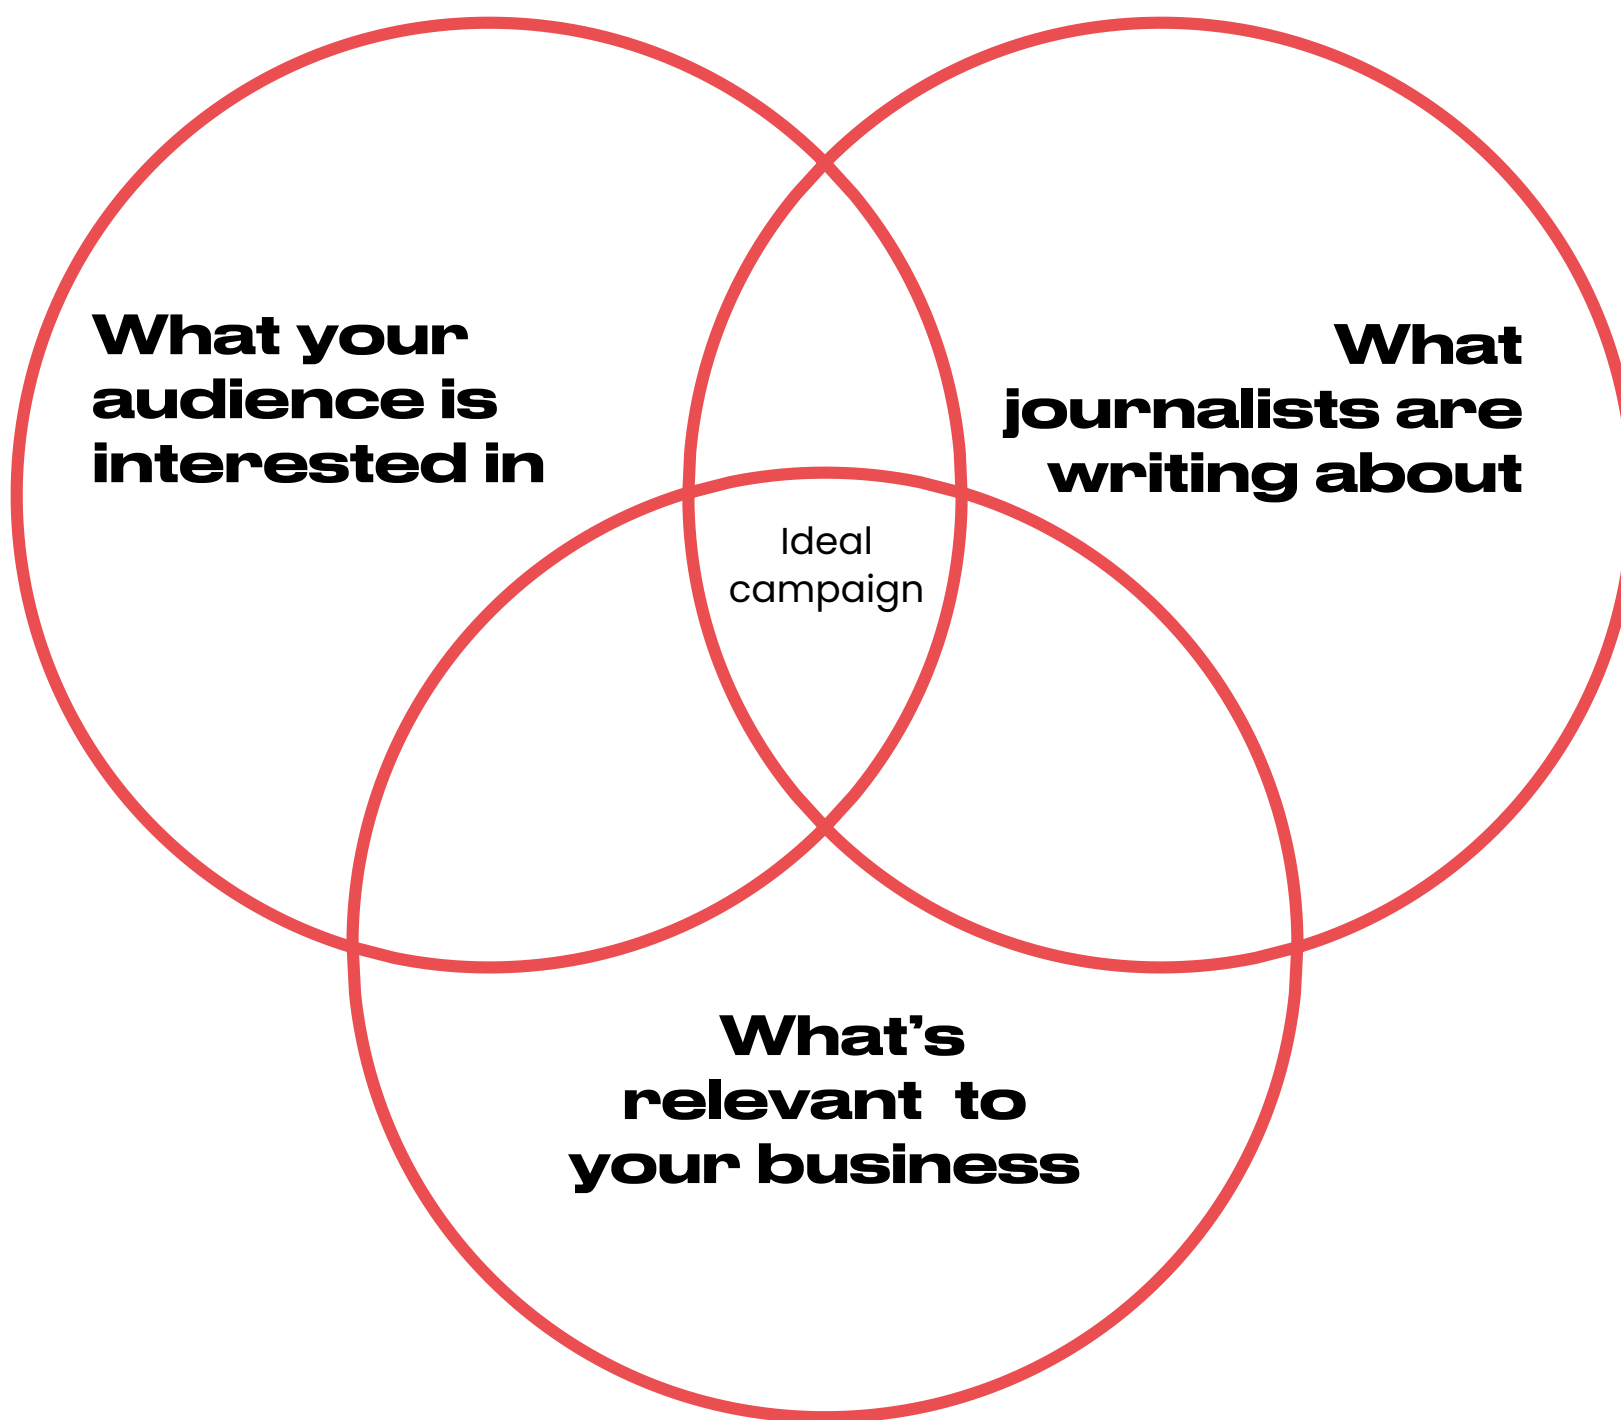 What your
audience is
interested in
What
journalists are
writing about
Ideal
campaign
What’s
relevant  to
your business